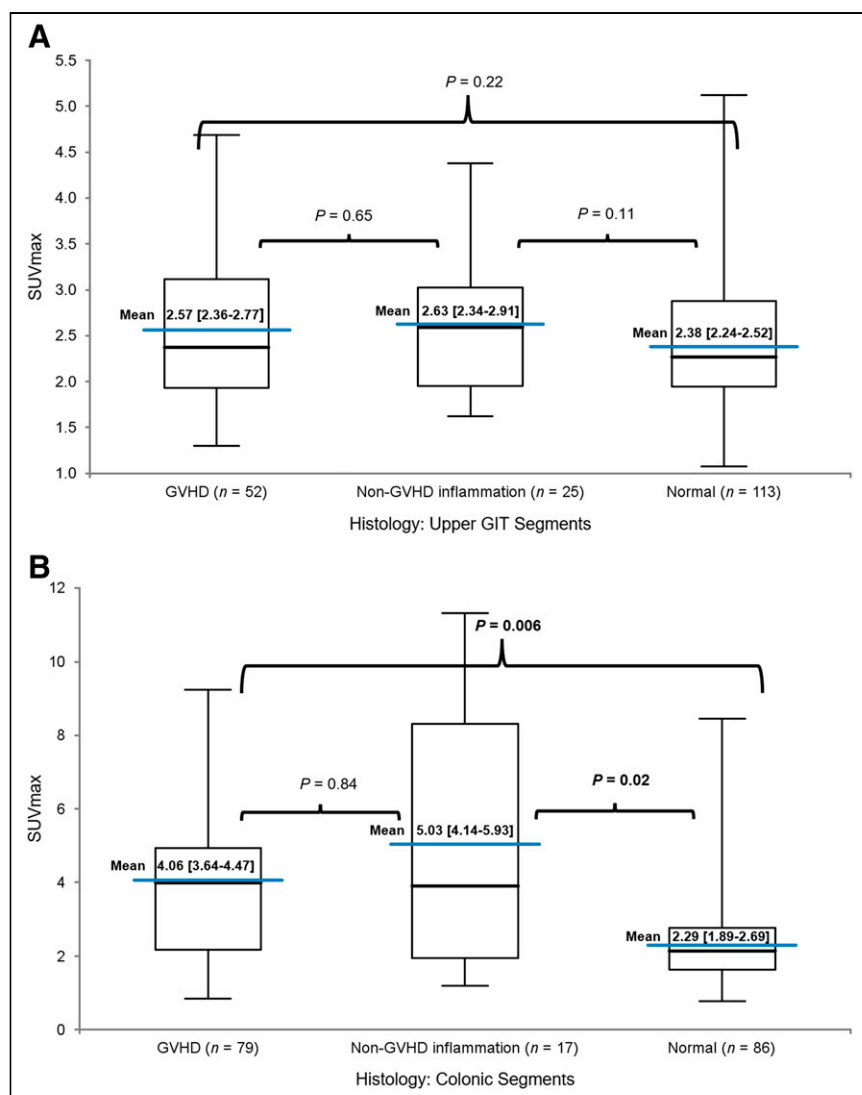 A
5.5
5.0
4.5
4.0
3.5
3.0
2.5
2.0
1.5
1.0
SUVmax
P = 0.22
P = 0.65
P = 0.11
Mean 2.57 [2.36-2.77]
Mean 2.63 [2.34-2.91]
Mean 2.38 [2.24-2.52]
GVHD (n = 52) Non-GVHD inflammation (n = 25) Normal (n = 113)
Histology: Upper GIT Segments
B
12
10
8
6
4
2
0
SUVmax
P = 0.006
P = 0.84
P = 0.02
Mean 4.06 [3.64-4.47]
Mean 5.03 [4.14-5.93]
Mean 2.29 [1.89-2.69]
GVHD (n = 79) Non-GVHD inflammation (n = 17) Normal (n = 86)
Histology: Colonic Segments